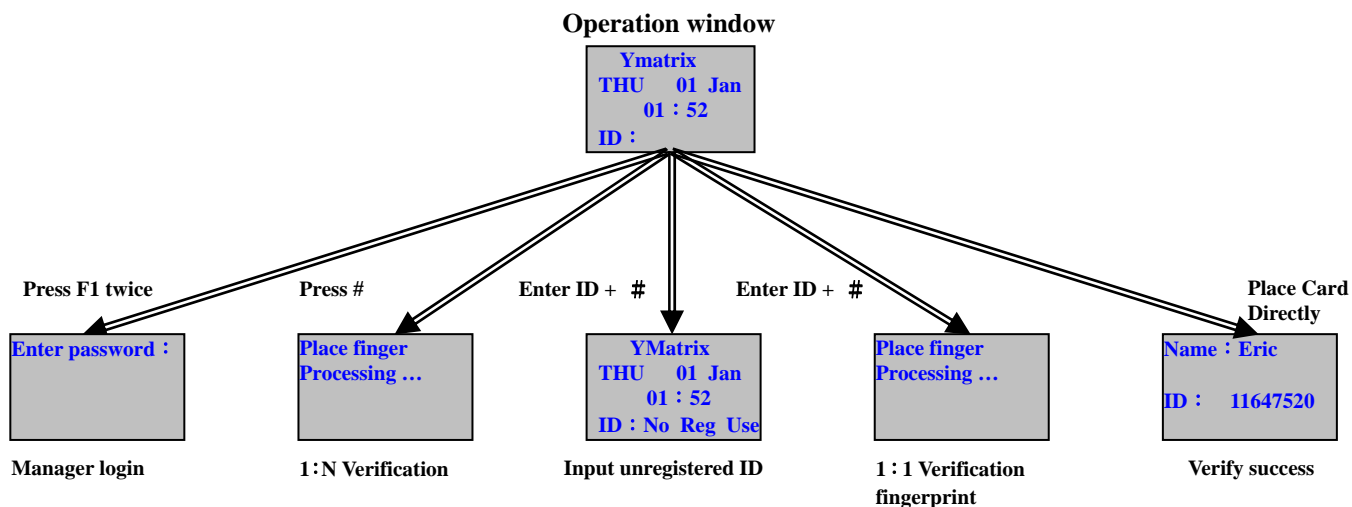 Operation window
Ymatrix
THU 01 Jan
01：52
ID：
Press F1 twice
Press #
Enter ID + ＃
Enter ID + ＃
Place Card
Directly
Enter password：
Place finger
Processing …
YMatrix
THU 01 Jan
01：52
ID：No Reg Use
Place finger
Processing …
Name：Eric
ID： 11647520
Manager login
1：N Verification
Input unregistered ID
1：1 Verification
fingerprint
Verify success